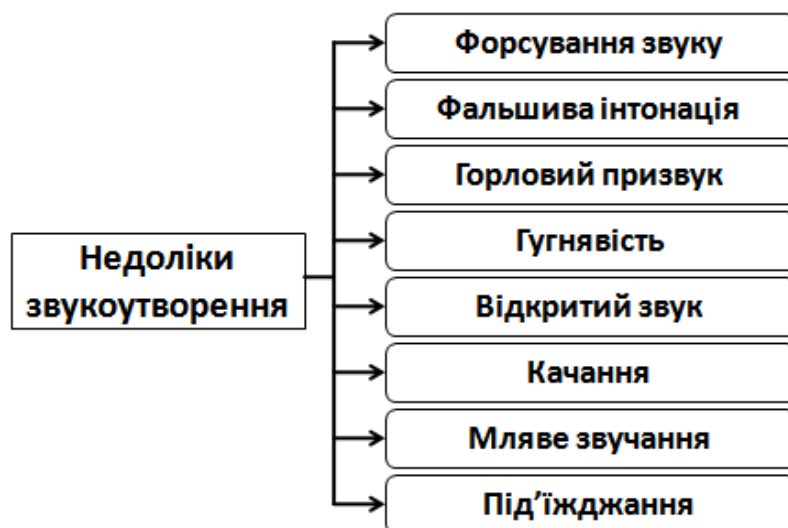 Недоліки
звукоутворення
Форсування звуку
Фальшива інтонація
Горловий призвук
Гугнявість
Відкритий звук
Качання
Мляве звучання
Під’їжджання